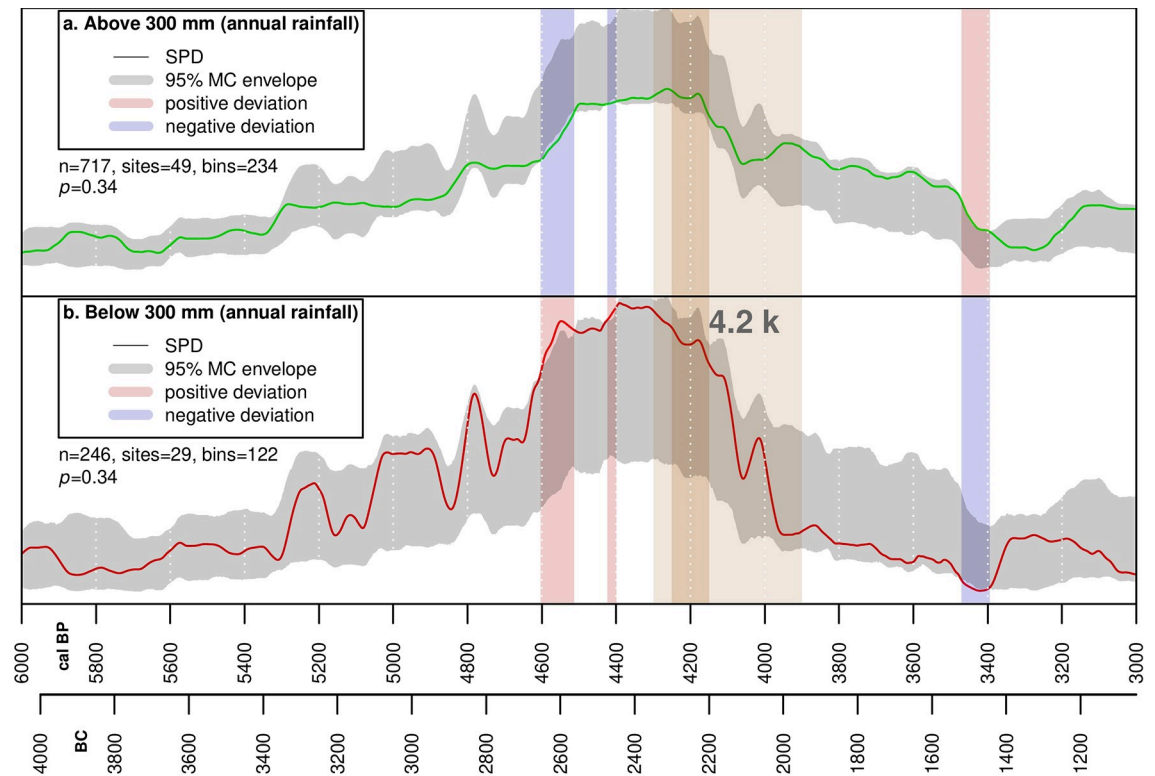 a. Above 300 mm (annual rainfall)
SPD
95% MC envelope
positive deviation
negative deviation
n=717, sites=49, bins=234
p=0.34
b. Below 300 mm (annual rainfall)
4.2 k
SPD
95% MC envelope
positive deviation
negative deviation
n=246, sites=29, bins=122
p=0.34
6000 cal BP 5800 5600 5400 5200 5000 4800 4600 4400 4200 4000 3800 3600 3400 3200 3000
4000 BC 3800 3600 3400 3200 3000 2800 2600 2400 2200 2000 1800 1600 1400 1200